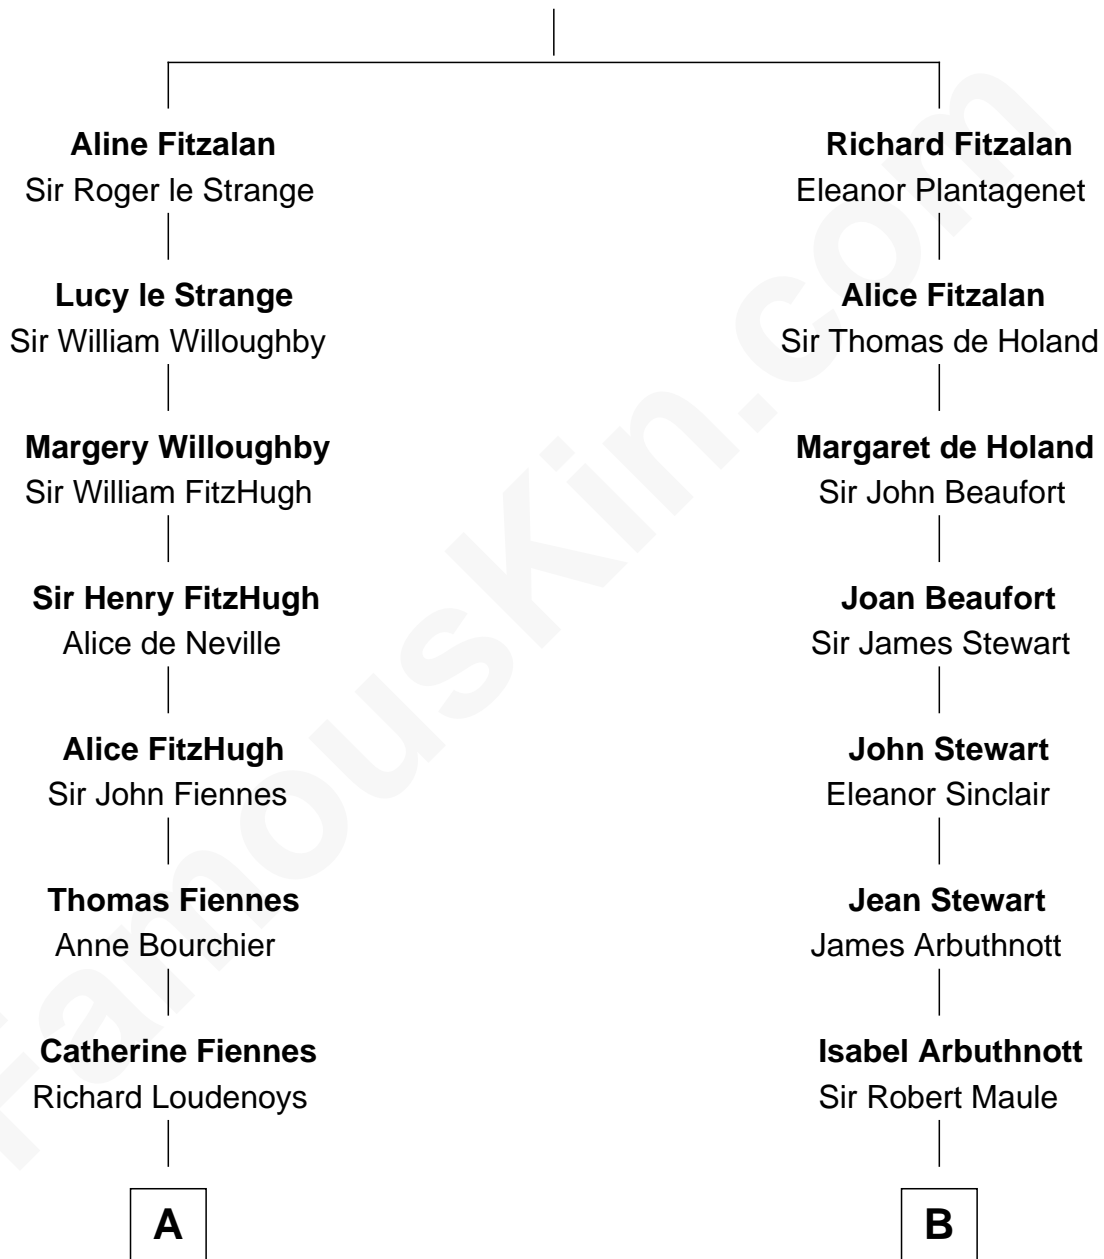 Aline Fitzalan
Sir Roger le Strange
Lucy le Strange
Sir William Willoughby
Margery Willoughby
Sir William FitzHugh
Sir Henry FitzHugh
Alice de Neville
Alice FitzHugh
Sir John Fiennes
Thomas Fiennes
Anne Bourchier
Catherine Fiennes
Richard Loudenoys
A
Richard Fitzalan
Eleanor Plantagenet
Alice Fitzalan
Sir Thomas de Holand
Margaret de Holand
Sir John Beaufort
Joan Beaufort
Sir James Stewart
John Stewart
Eleanor Sinclair
Jean Stewart
James Arbuthnott
Isabel Arbuthnott
Sir Robert Maule
B
FamousKin.com